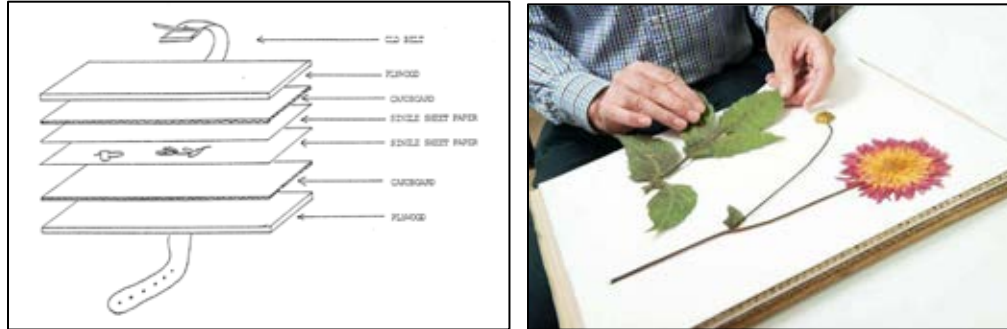 OLD BELT
PLYWOOD
CARDBOARD
SINGLE SHEET PAPER
SINGLE SHEET PAPER
CARDBOARD
PLYWOOD